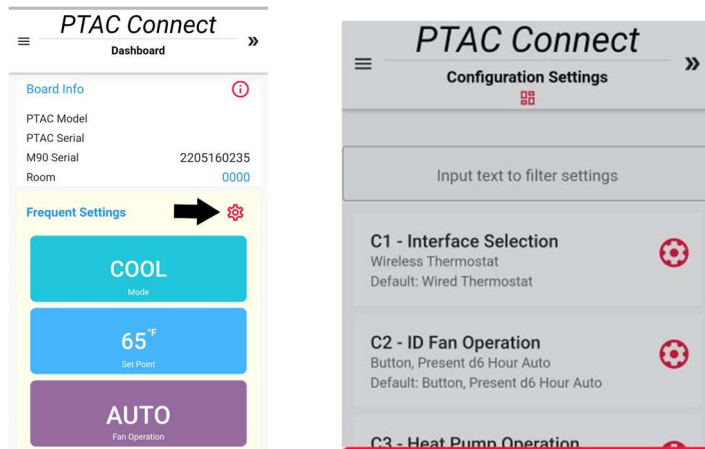 PTAC Connect
Dashboard
Board Info
PTAC Model
PTAC Serial
M90 Serial 2205160235
Room 0000
Frequent Settings
COOL
Mode
65°F
Set Point
AUTO
Fan Operation
PTAC Connect
Configuration Settings
Input text to filter settings
C1 - Interface Selection
Wireless Thermostat
Default: Wired Thermostat
C2 - ID Fan Operation
Button, Present d6 Hour Auto
Default: Button, Present d6 Hour Auto
C3 - Heat Pump Operation